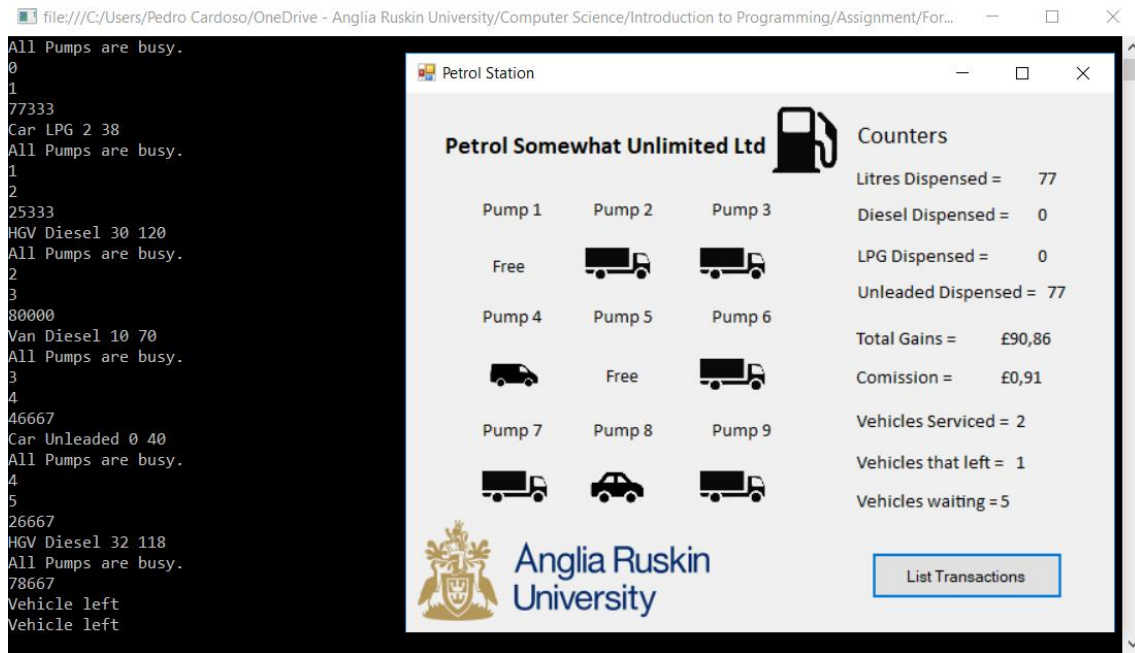 file:///C:/Users/Pedro Cardoso/OneDrive - Anglia Ruskin University/Computer Science/Introduction to Programming/Assignment/For...
All Pumps are busy.
0
1
77333
Car LPG 2 38
All Pumps are busy.
1
2
25333
HGV Diesel 30 120
All Pumps are busy.
2
3
80000
Van Diesel 10 70
All Pumps are busy.
3
4
46667
Car Unleaded 0 40
All Pumps are busy.
4
5
26667
HGV Diesel 32 118
All Pumps are busy.
78667
Vehicle left
Vehicle left
Petrol Station
Petrol Somewhat Unlimited Ltd
Pump 1 Pump 2 Pump 3
Free
Pump 4 Pump 5 Pump 6
Free
Pump 7 Pump 8 Pump 9
Anglia Ruskin
University
Counters
Litres Dispensed = 77
Diesel Dispensed = 0
LPG Dispensed = 0
Unleaded Dispensed = 77
Total Gains = £90,86
Comission = £0,91
Vehicles Serviced = 2
Vehicles that left = 1
Vehicles waiting = 5
List Transactions